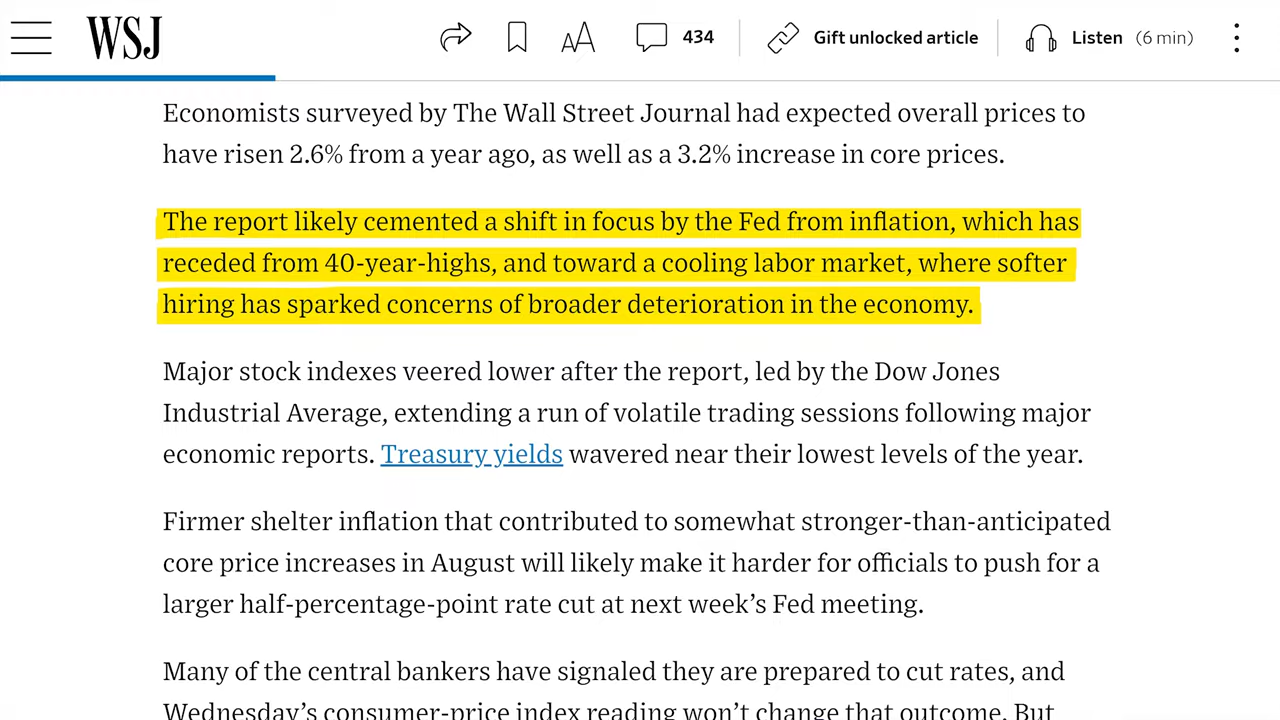 WSJ
434
Gift unlocked article
Listen (6 min)
Economists surveyed by The Wall Street Journal had expected overall prices to
have risen 2.6% from a year ago, as well as a 3.2% increase in core prices.
The report likely cemented a shift in focus by the Fed from inflation, which has
receded from 40-year-highs, and toward a cooling labor market, where softer
hiring has sparked concerns of broader deterioration in the economy.
Major stock indexes veered lower after the report, led by the Dow Jones
Industrial Average, extending a run of volatile trading sessions following major
economic reports. Treasury yields wavered near their lowest levels of the year.
Firmer shelter inflation that contributed to somewhat stronger-than-anticipated
core price increases in August will likely make it harder for officials to push for a
larger half-percentage-point rate cut at next week’s Fed meeting.
Many of the central bankers have signaled they are prepared to cut rates, and
Wednesday’s consumer-price index reading won’t change that outcome. But